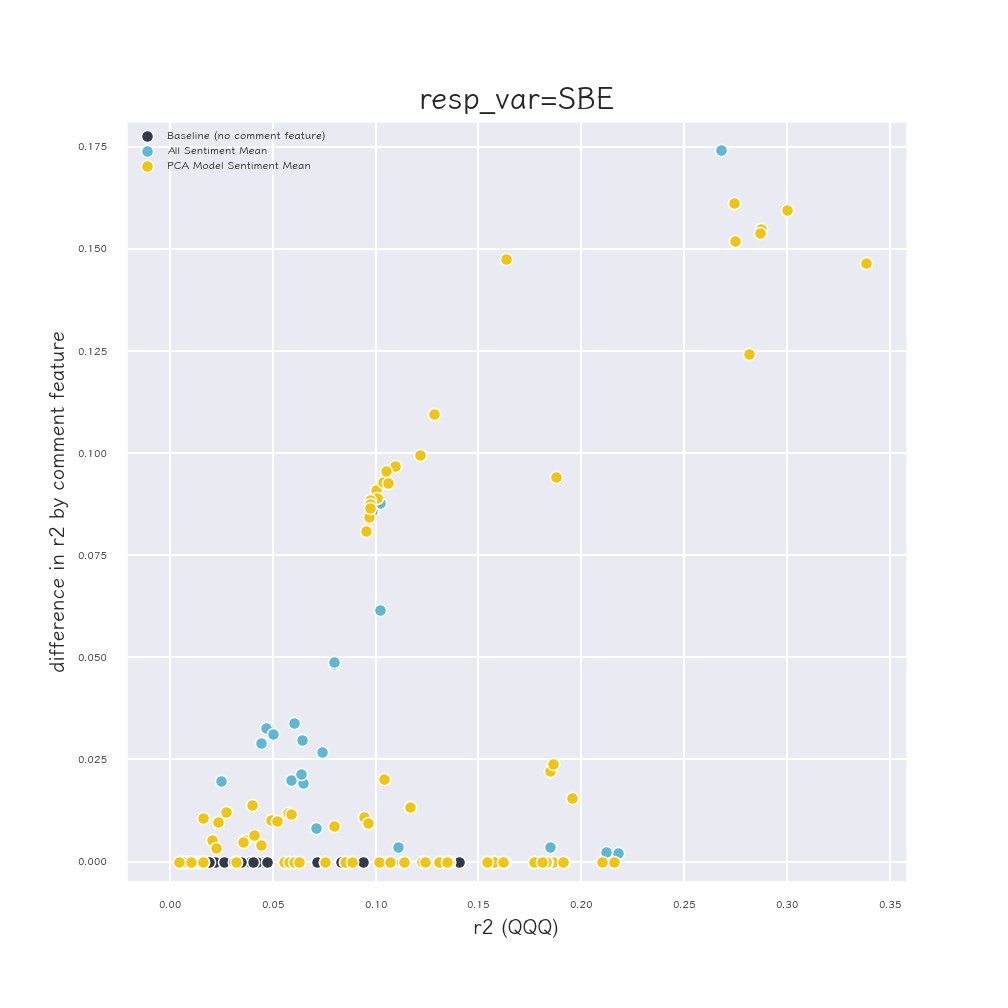 resp_var=SBE
Baseline (no comment feature)
All Sentiment Mean
PCA Model Sentiment Mean
difference in r2 by comment feature
0.175
0.150
0.125
0.100
0.075
0.050
0.025
0.000
0.00 0.05 0.10 0.15 0.20 0.25 0.30 0.35
r2 (QQQ)